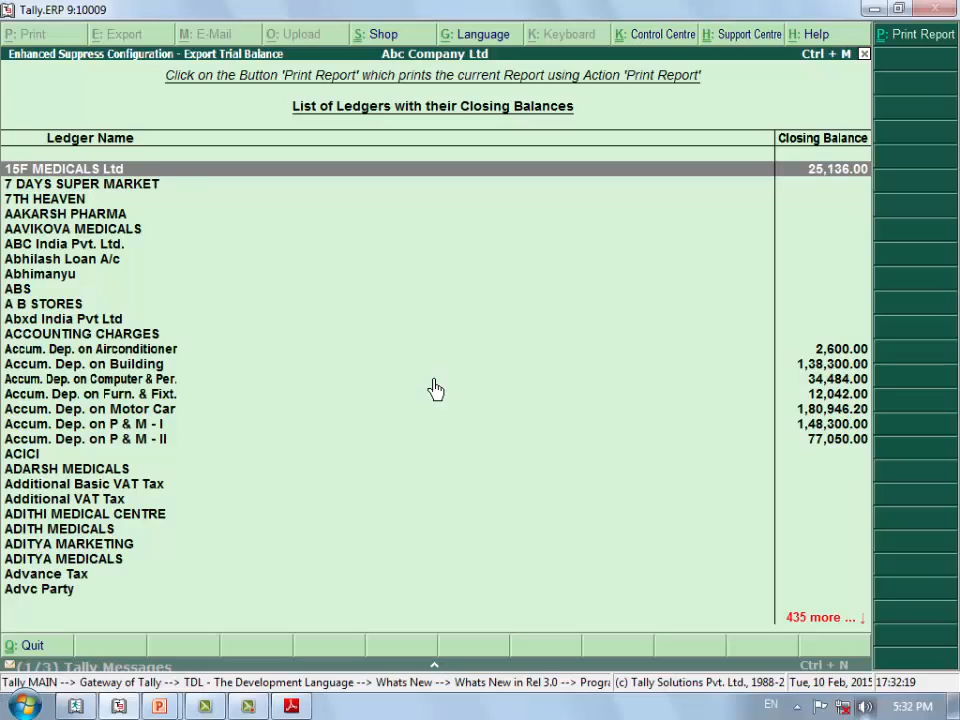 Tally.ERP 9:10009
P: Print
E: Export
M: E-Mail
O: Upload
S: Shop
G: Language
K: Keyboard
K: Control Centre
H: Support Centre
H: Help
P: Print Report
Enhanced Suppress Configuration - Export Trial Balance
Abc Company Ltd
Ctrl + M
Click on the Button 'Print Report' which prints the current Report using Action 'Print Report'
List of Ledgers with their Closing Balances
Ledger Name Closing Balance
15F MEDICALS Ltd 25,136.00
7 DAYS SUPER MARKET
7TH HEAVEN
AAKARSH PHARMA
AAVIKOVA MEDICALS
ABC India Pvt. Ltd.
Abhilash Loan A/c
Abhimanyu
ABS
A B STORES
Abxd India Pvt Ltd
ACCOUNTING CHARGES
Accum. Dep. on Airconditioner 2,600.00
Accum. Dep. on Building 1,38,300.00
Accum. Dep. on Computer & Per. 34,484.00
Accum. Dep. on Furn. & Fixt. 12,042.00
Accum. Dep. on Motor Car 1,80,946.20
Accum. Dep. on P & M - I 1,48,300.00
Accum. Dep. on P & M - II 77,050.00
ACICI
ADARSH MEDICALS
Additional Basic VAT Tax
Additional VAT Tax
ADITHI MEDICAL CENTRE
ADITH MEDICALS
ADITYA MARKETING
ADITYA MEDICALS
Advance Tax
Advc Party
435 more ... ↓
Q: Quit
(1/3) Tally Messages
Ctrl + N
Tally MAIN --> Gateway of Tally --> TDL - The Development Language --> Whats New --> Whats New in Rel 3.0 --> Progra
(c) Tally Solutions Pvt. Ltd., 1988-2
Tue, 10 Feb, 2015
17:32:19
EN
5:32 PM